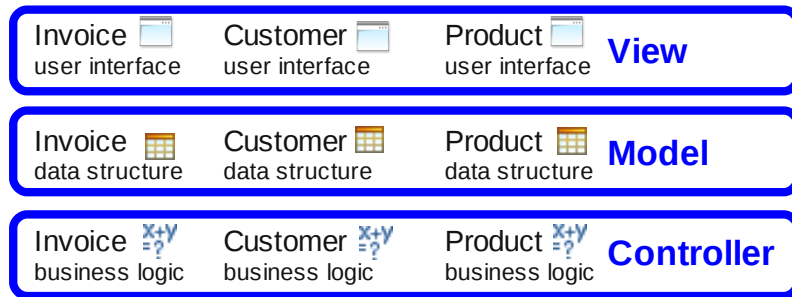 Invoice Customer Product View
user interface user interface user interface
Invoice Customer Product Model
data structure data structure data structure
Invoice x+y =? Customer x+y =? Product x+y =? Controller
business logic business logic business logic